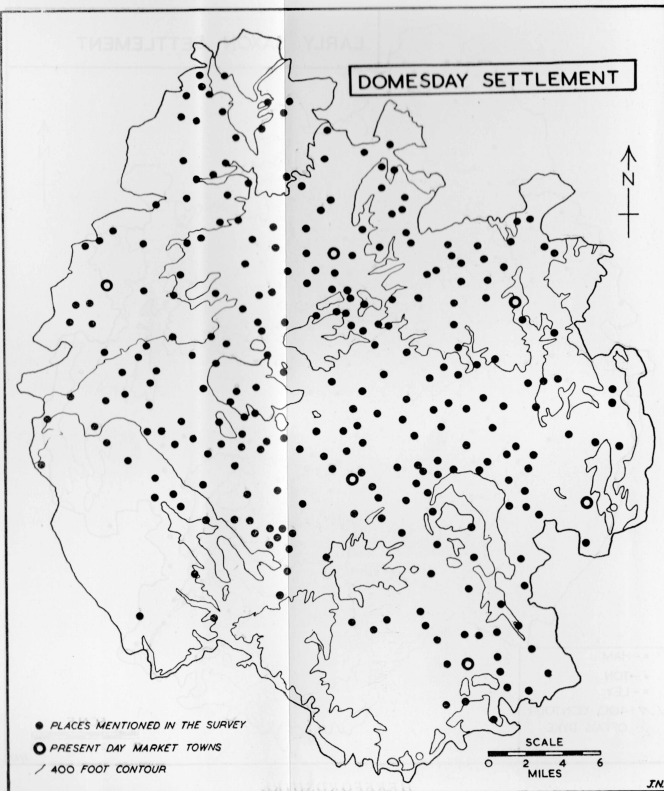 DOMESDAY SETTLEMENT
N
PLACES MENTIONED IN THE SURVEY
PRESENT DAY MARKET TOWNS
400 FOOT CONTOUR
SCALE
0 2 4 6
MILES
J.N.